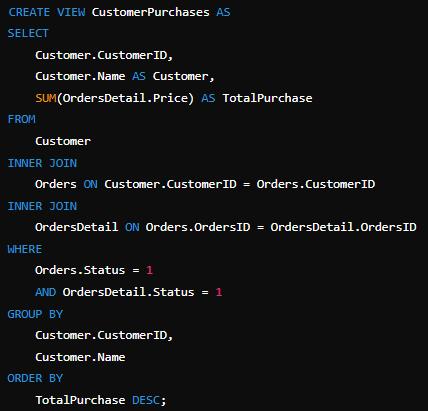 CREATE VIEW CustomerPurchases AS
SELECT
    Customer.CustomerID,
    Customer.Name AS Customer,
    SUM(OrdersDetail.Price) AS TotalPurchase
FROM
    Customer
INNER JOIN
    Orders ON Customer.CustomerID = Orders.CustomerID
INNER JOIN
    OrdersDetail ON Orders.OrdersID = OrdersDetail.OrdersID
WHERE
    Orders.Status = 1
    AND OrdersDetail.Status = 1
GROUP BY
    Customer.CustomerID,
    Customer.Name
ORDER BY
    TotalPurchase DESC;